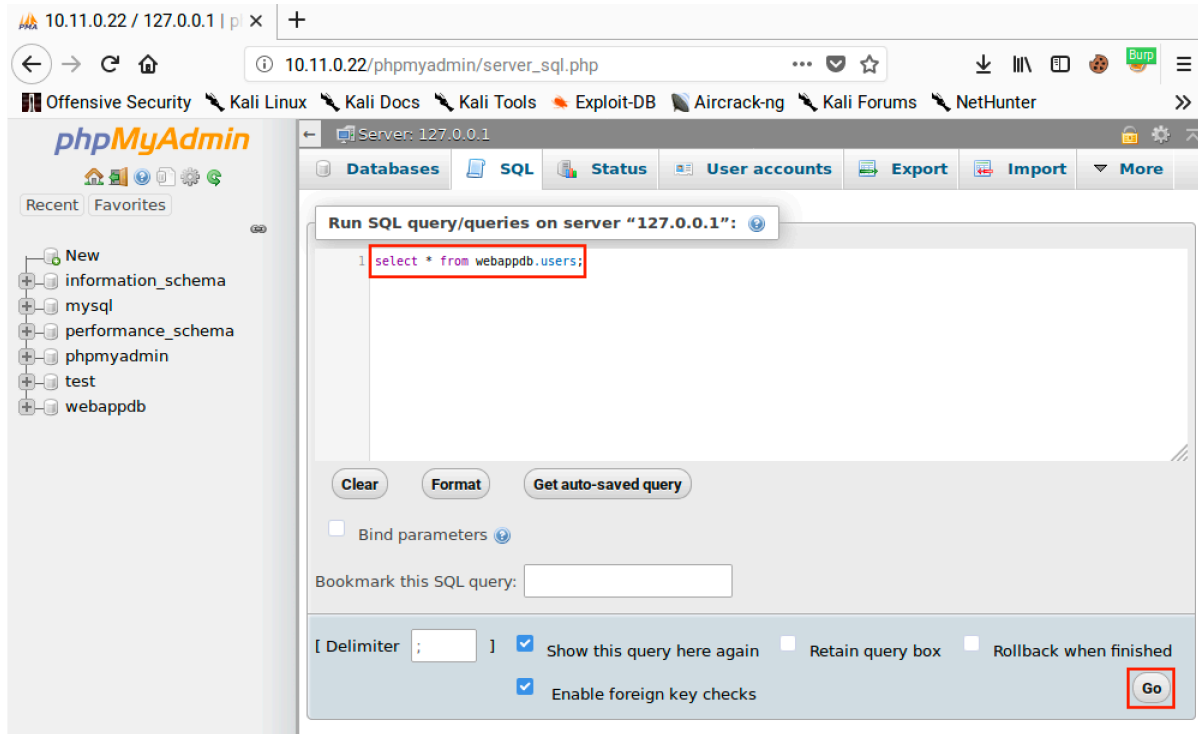 10.11.0.22 / 127.0.0.1 | p
10.11.0.22/phpmyadmin/server_sql.php
Burp
Offensive Security Kali Linux Kali Docs Kali Tools Exploit-DB Aircrack-ng Kali Forums NetHunter
phpMyAdmin
Recent Favorites
New
information_schema
mysql
performance_schema
phpmyadmin
test
webappdb
Server: 127.0.0.1
Databases SQL Status User accounts Export Import More
Run SQL query/queries on server “127.0.0.1”:
1 select * from webappdb.users;
Clear Format Get auto-saved query
Bind parameters
Bookmark this SQL query:
[ Delimiter ; ] Show this query here again Retain query box Rollback when finished
Enable foreign key checks
Go